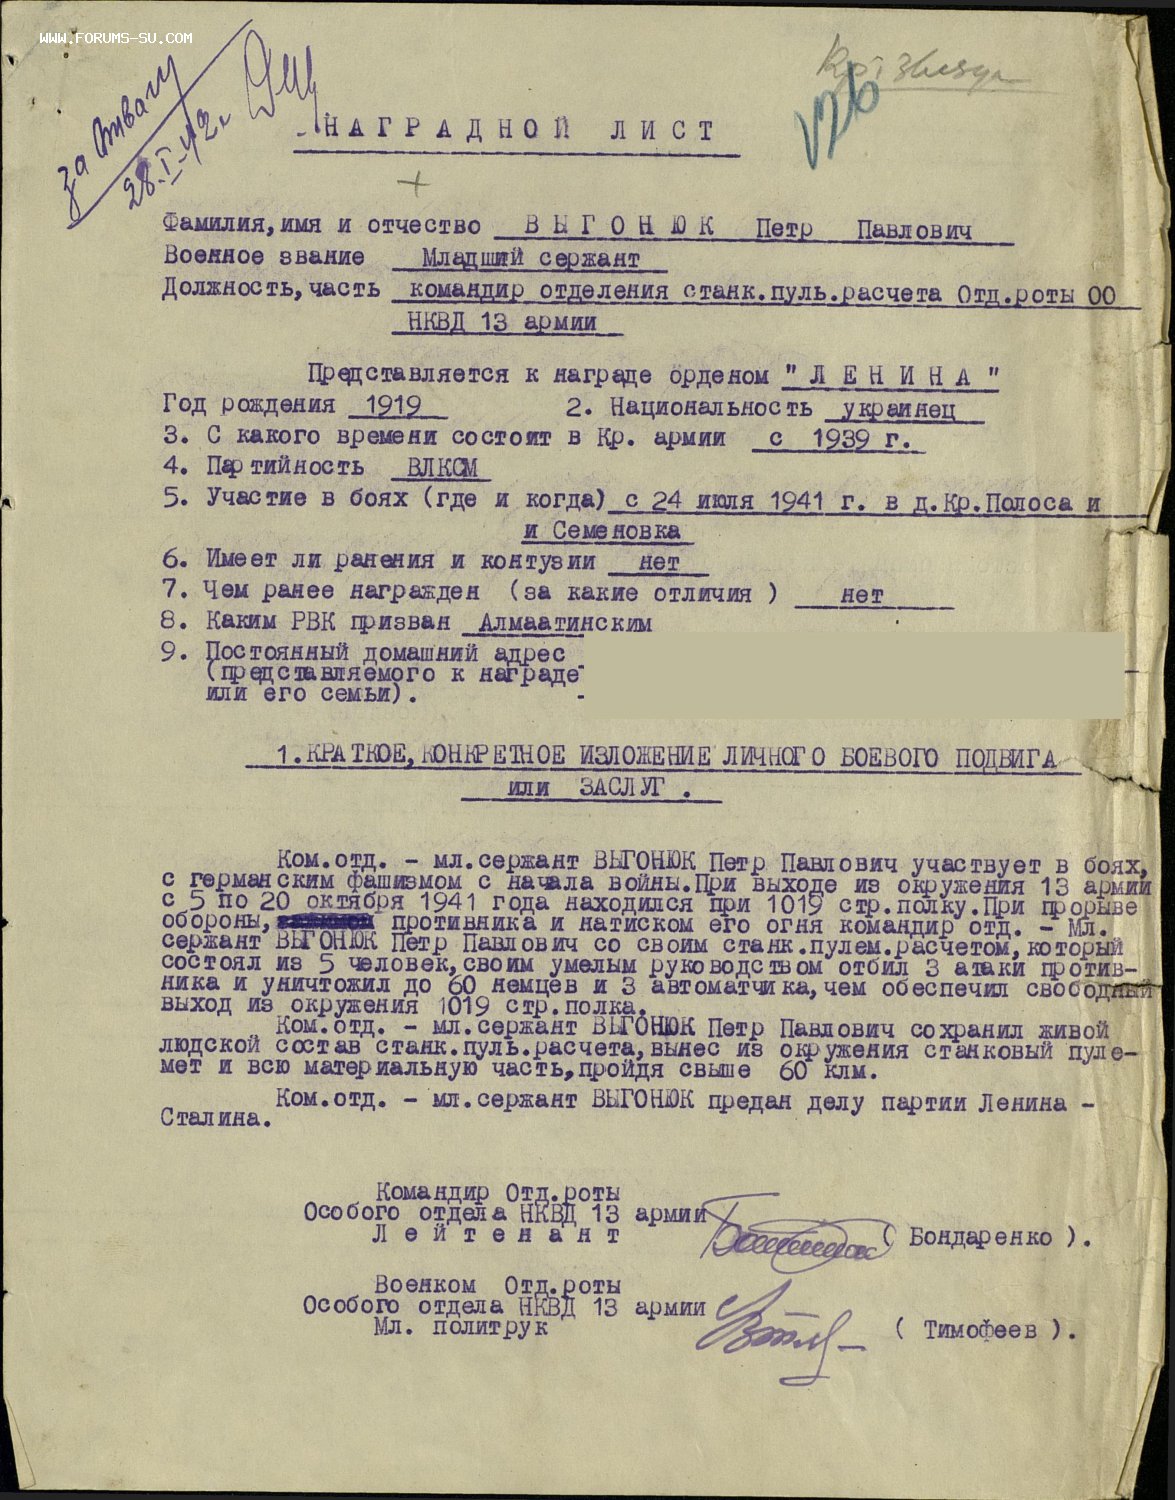 WWW.FORUMS-SU.COM
Кр. Звезда
за отвагу
28.I-42г.
V26
НАГРАДНОЙ ЛИСТ
Фамилия, имя и отчество ВЫГОНЮК Петр Павлович
Военное звание Младший сержант
Должность, часть командир отделения станк.пуль.расчета Отд.роты ОО
НКВД 13 армии
Представляется к награде орденом "ЛЕНИНА"
Год рождения 1919 2. Национальность украинец
3. С какого времени состоит в Кр. армии с 1939 г.
4. Партийность ВЛКСМ
5. Участие в боях (где и когда) с 24 июля 1941 г. в д.Кр.Полоса и
и Семеновка
6. Имеет ли ранения и контузии нет
7. Чем ранее награжден (за какие отличия ) нет
8. Каким РВК призван Алмаатинским
9. Постоянный домашний адрес
(представляемого к награде
или его семьи).
1.КРАТКОЕ,КОНКРЕТНОЕ ИЗЛОЖЕНИЕ ЛИЧНОГО БОЕВОГО ПОДВИГА
или ЗАСЛУГ.
Ком.отд. - мл.сержант ВЫГОНЮК Петр Павлович участвует в боях,
с германским фашизмом с начала войны.При выходе из окружения 13 армии
с 5 по 20 октября 1941 года находился при 1019 стр.полку.При прорыве
обороны, противника и натиском его огня командир отд. - Мл.
сержант ВЫГОНЮК Петр Павлович со своим станк.пулем.расчетом,который
состоял из 5 человек,своим умелым руководством отбил 3 атаки против-
ника и уничтожил до 60 немцев и 3 автоматчика,чем обеспечил свободный
выход из окружения 1019 стр.полка.
Ком.отд. - мл.сержант ВЫГОНЮК Петр Павлович сохранил живой
людской состав станк.пуль.расчета,вынес из окружения станковый пуле-
мет и всю материальную часть,пройдя свыше 60 клм.
Ком.отд. - мл.сержант ВЫГОНЮК предан делу партии Ленина -
Сталина.
Командир Отд.роты
Особого отдела НКВД 13 армии
Лейтенант ( Бондаренко ).
Военком Отд.роты
Особого отдела НКВД 13 армии
Мл. политрук ( Тимофеев ).